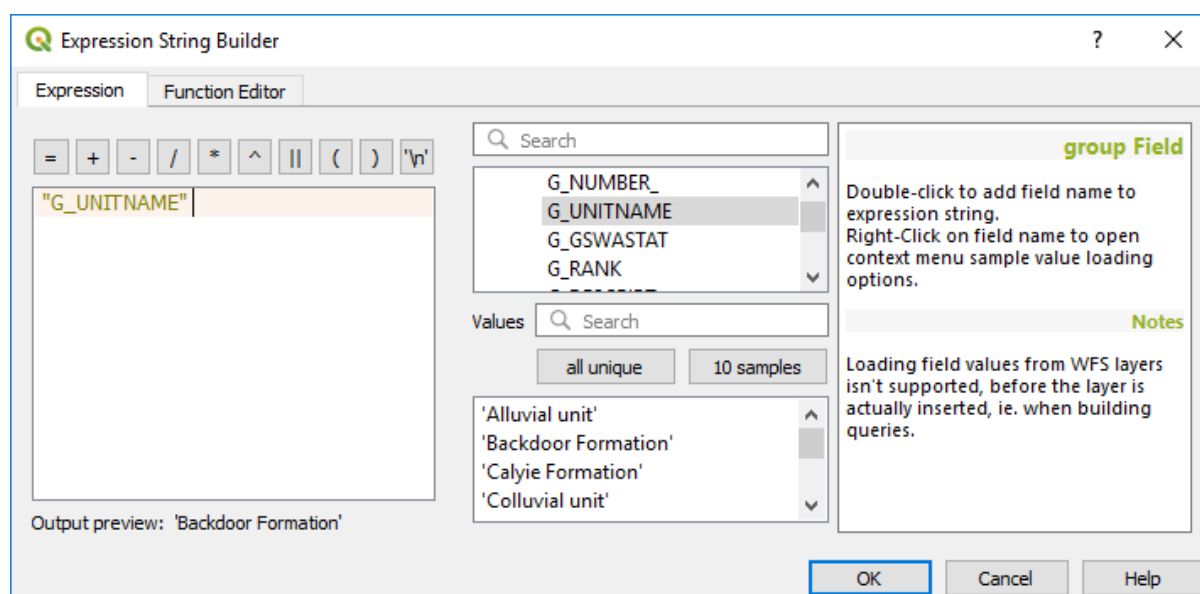 Expression String Builder
?
Expression
Function Editor
= + - / * ^ || ( ) '\n'
"G_UNITNAME"
Output preview: 'Backdoor Formation'
Search
G_NUMBER_
G_UNITNAME
G_GSWASTAT
G_RANK
Values
Search
all unique
10 samples
'Alluvial unit'
'Backdoor Formation'
'Calyie Formation'
'Colluvial unit'
group Field
Double-click to add field name to
expression string.
Right-Click on field name to open
context menu sample value loading
options.
Notes
Loading field values from WFS layers
isn't supported, before the layer is
actually inserted, ie. when building
queries.
OK
Cancel
Help